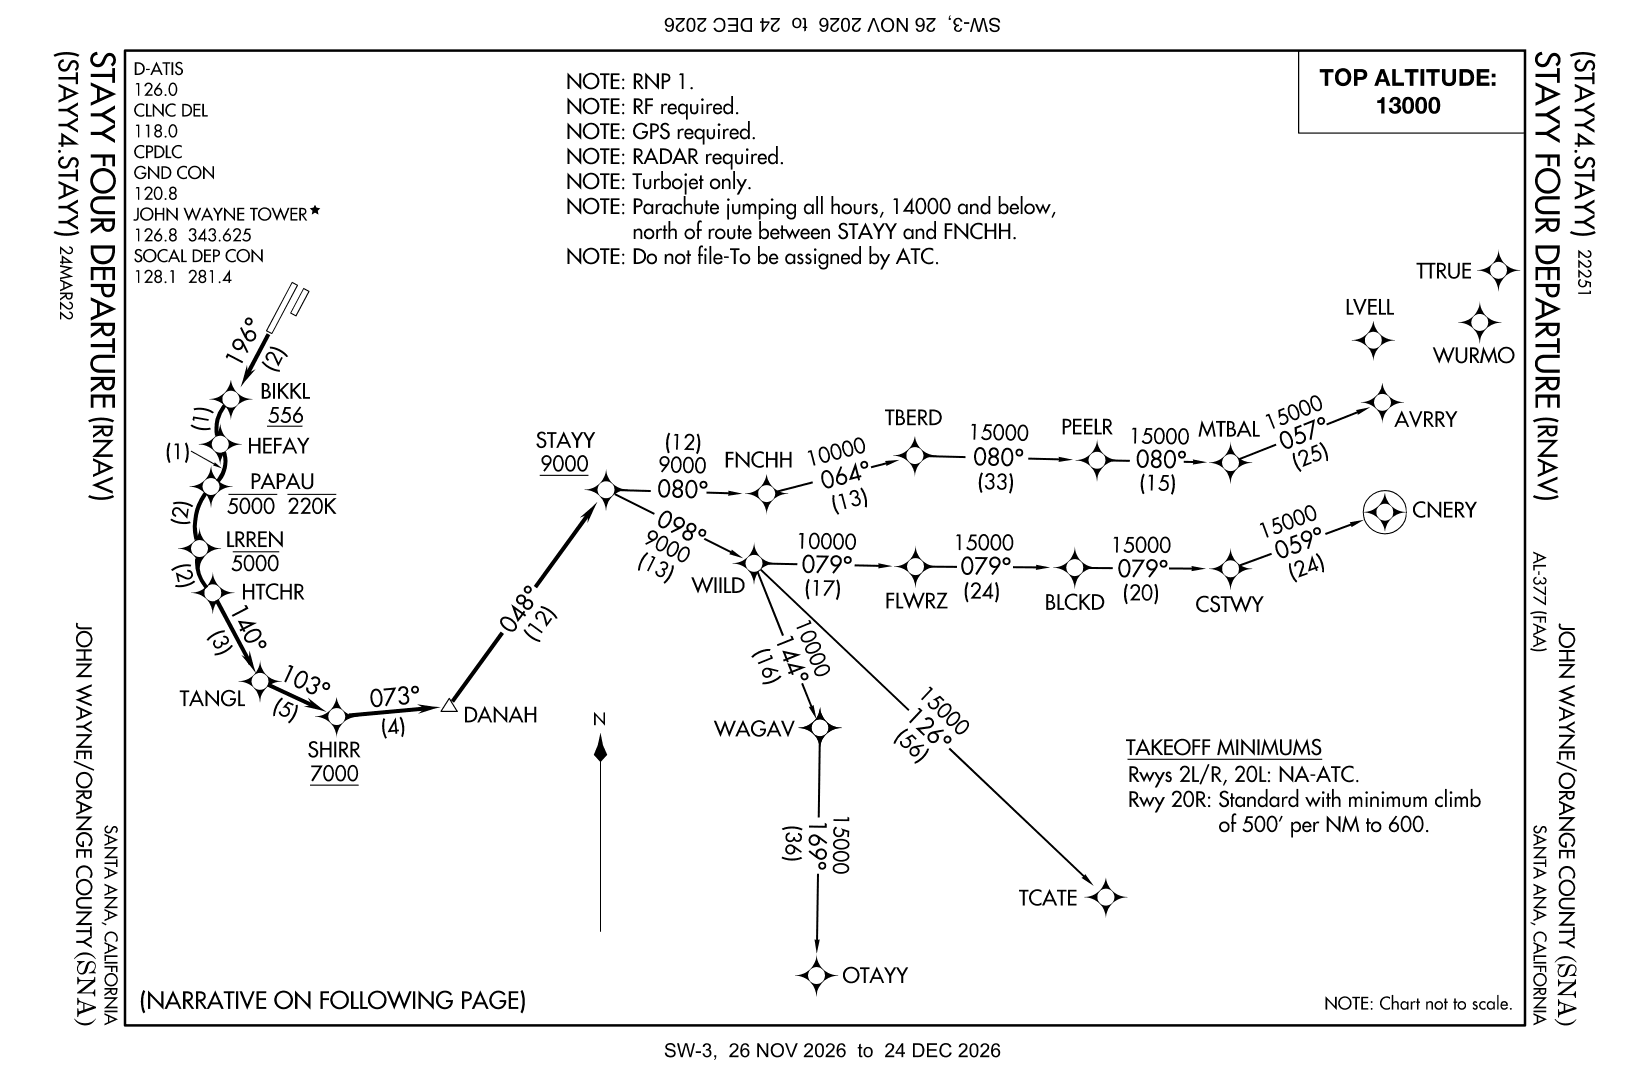 SW-3, 26 NOV 2026 to 24 DEC 2026
(STAYY4.STAYY) 24MAR22
STAYY FOUR DEPARTURE (RNAV)
JOHN WAYNE/ORANGE COUNTY (SNA)
SANTA ANA, CALIFORNIA
D-ATIS
126.0
CLNC DEL
118.0
CPDLC
GND CON
120.8
JOHN WAYNE TOWER★
126.8 343.625
SOCAL DEP CON
128.1 281.4
NOTE: RNP 1.
NOTE: RF required.
NOTE: GPS required.
NOTE: RADAR required.
NOTE: Turbojet only.
NOTE: Parachute jumping all hours, 14000 and below,
north of route between STAYY and FNCHH.
NOTE: Do not file-To be assigned by ATC.
TOP ALTITUDE:
13000
196°
(2)
BIKKL
556
(1)
HEFAY
(1)
PAPAU
5000 220K
(2)
LRREN
5000
(2)
HTCHR
140°
(3)
TANGL
103°
(5)
SHIRR
7000
073°
(4)
DANAH
048°
(12)
STAYY
9000
(12)
9000
080°
FNCHH
10000
064°
(13)
TBERD
15000
080°
(33)
PEELR
15000
080°
(15)
MTBAL
15000
057°
(25)
AVRRY
LVELL
WURMO
TTRUE
098°
9000
(13)
WIILD
10000
079°
(17)
FLWRZ
15000
079°
(24)
BLCKD
15000
079°
(20)
CSTWY
15000
059°
(24)
CNERY
10000
144°
(16)
WAGAV
15000
169°
(36)
OTAYY
15000
126°
(56)
TCATE
N
TAKEOFF MINIMUMS
Rwys 2L/R, 20L: NA-ATC.
Rwy 20R: Standard with minimum climb
of 500' per NM to 600.
(NARRATIVE ON FOLLOWING PAGE)
NOTE: Chart not to scale.
(STAYY4.STAYY) 22251
STAYY FOUR DEPARTURE (RNAV)
AL-377 (FAA)
JOHN WAYNE/ORANGE COUNTY (SNA)
SANTA ANA, CALIFORNIA
SW-3, 26 NOV 2026 to 24 DEC 2026